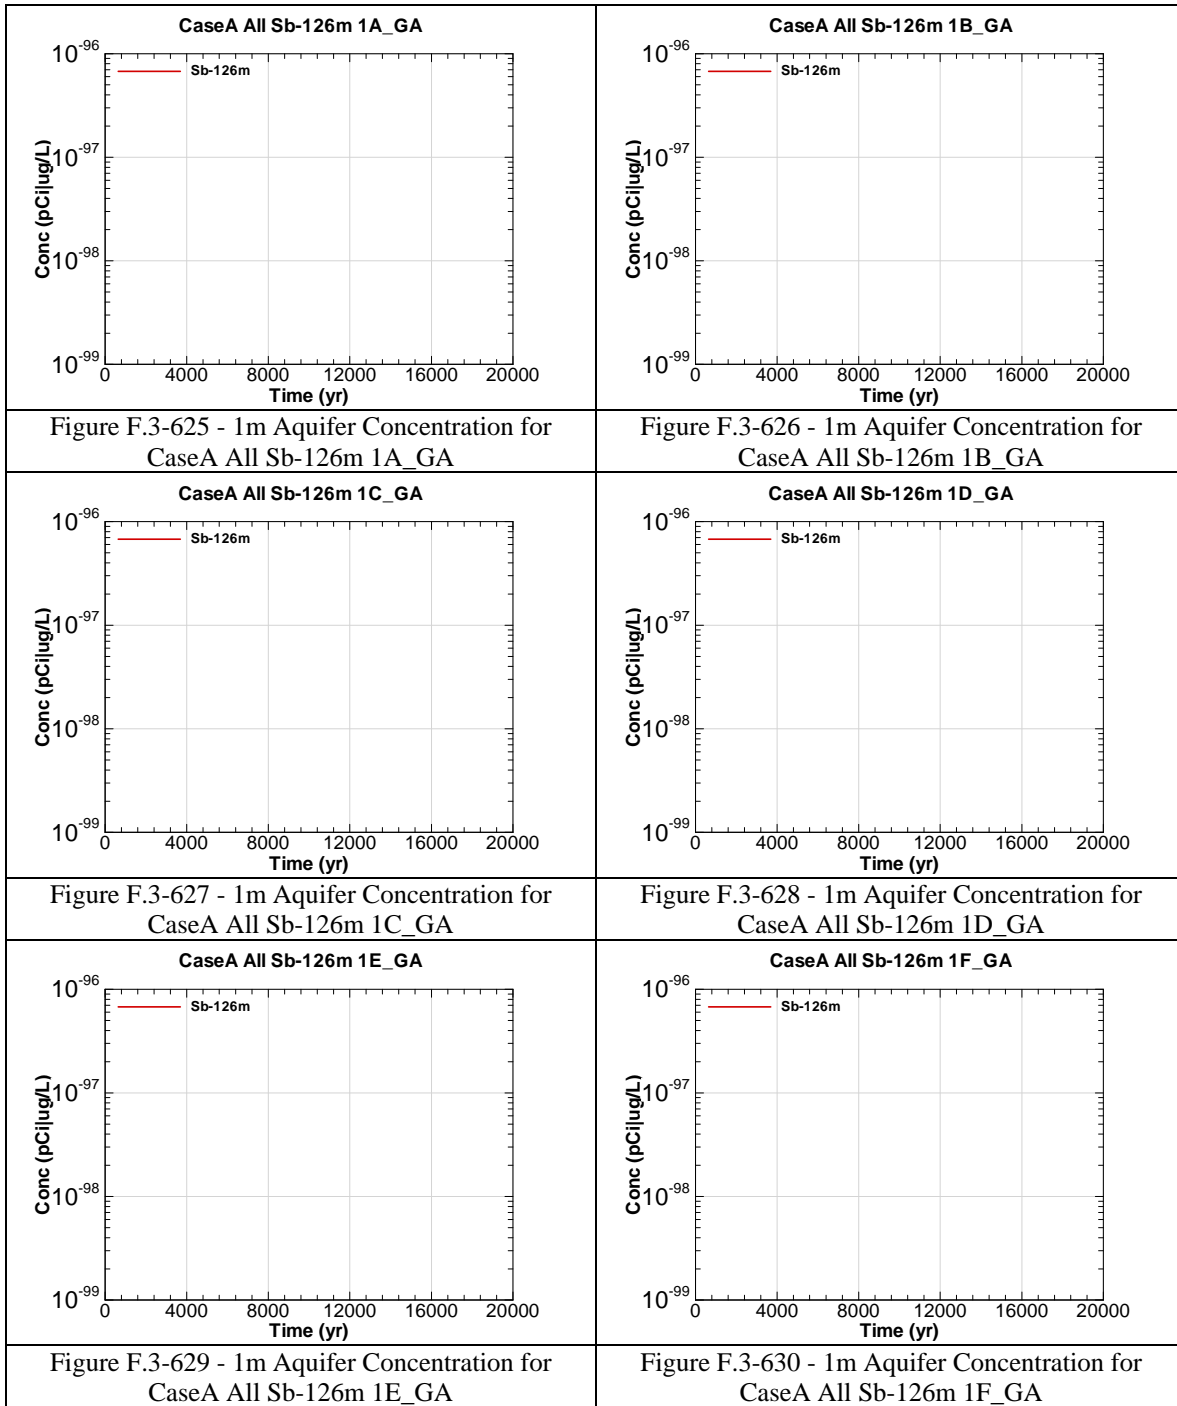 CaseA All Sb-126m 1A_GA
10-96
Sb-126m
10-97
Conc (pCi|ug/L)
10-98
10-99
0 4000 8000 12000 16000 20000
Time (yr)
Figure F.3-625 - 1m Aquifer Concentration for
CaseA All Sb-126m 1A_GA
CaseA All Sb-126m 1B_GA
10-96
Sb-126m
10-97
Conc (pCi|ug/L)
10-98
10-99
0 4000 8000 12000 16000 20000
Time (yr)
Figure F.3-626 - 1m Aquifer Concentration for
CaseA All Sb-126m 1B_GA
CaseA All Sb-126m 1C_GA
10-96
Sb-126m
10-97
Conc (pCi|ug/L)
10-98
10-99
0 4000 8000 12000 16000 20000
Time (yr)
Figure F.3-627 - 1m Aquifer Concentration for
CaseA All Sb-126m 1C_GA
CaseA All Sb-126m 1D_GA
10-96
Sb-126m
10-97
Conc (pCi|ug/L)
10-98
10-99
0 4000 8000 12000 16000 20000
Time (yr)
Figure F.3-628 - 1m Aquifer Concentration for
CaseA All Sb-126m 1D_GA
CaseA All Sb-126m 1E_GA
10-96
Sb-126m
10-97
Conc (pCi|ug/L)
10-98
10-99
0 4000 8000 12000 16000 20000
Time (yr)
Figure F.3-629 - 1m Aquifer Concentration for
CaseA All Sb-126m 1E_GA
CaseA All Sb-126m 1F_GA
10-96
Sb-126m
10-97
Conc (pCi|ug/L)
10-98
10-99
0 4000 8000 12000 16000 20000
Time (yr)
Figure F.3-630 - 1m Aquifer Concentration for
CaseA All Sb-126m 1F_GA